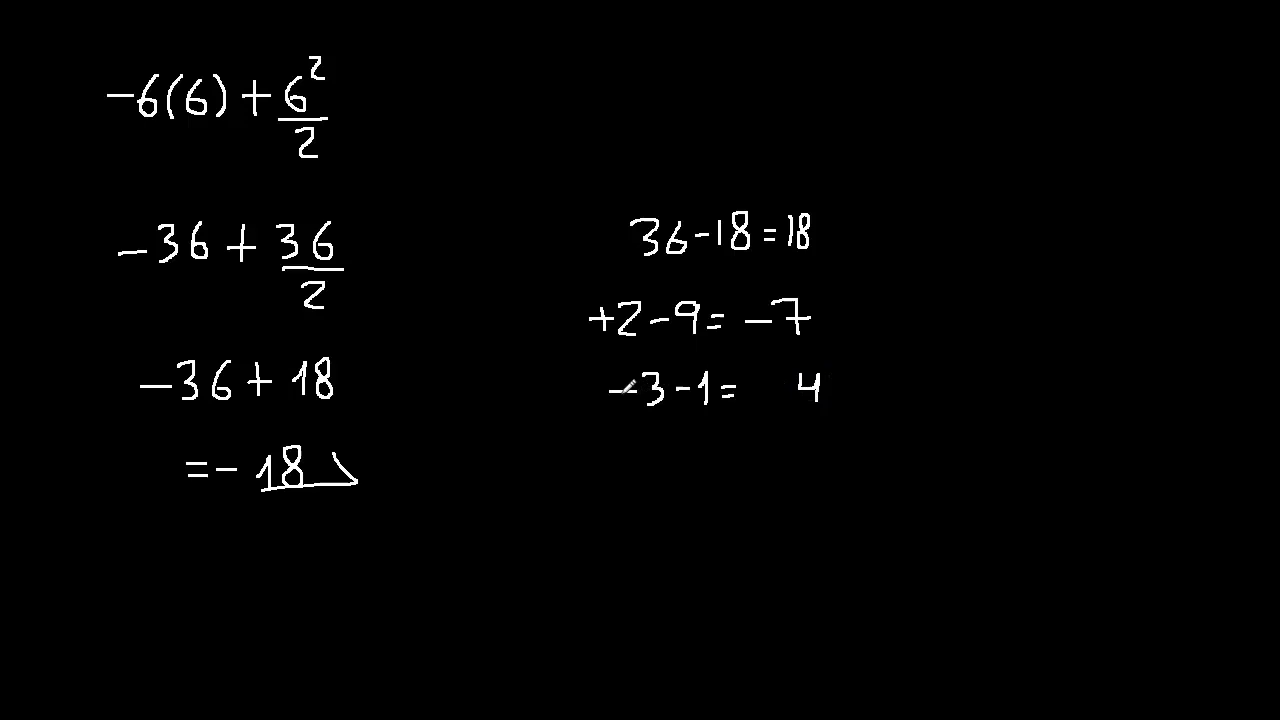 -6(6) + 6²/2
-36 + 36/2
-36 + 18
= - 18
36 - 18 = 18
+2 - 9 = -7
-3 - 1 = 4